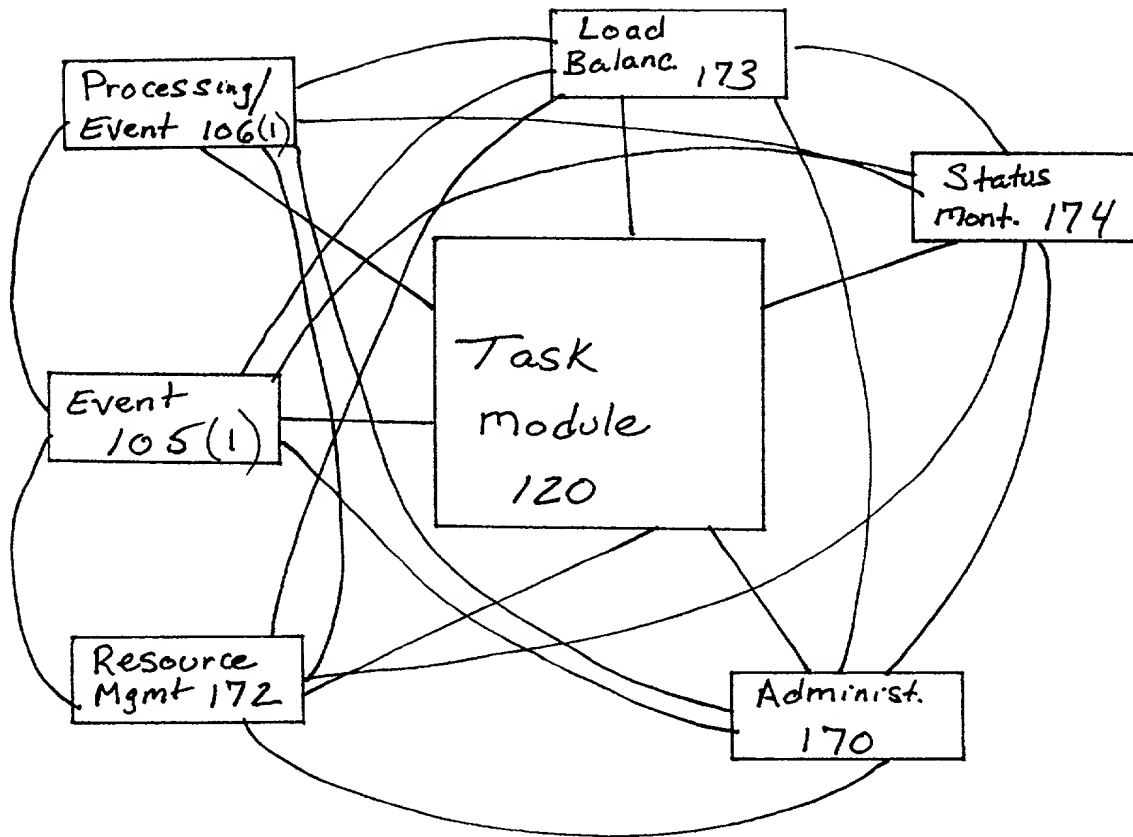 Load
Balanc. 173
Processing/
Event 106(1)
Status
Mont. 174
Task
Module
120
Event
105(1)
Resource
Mgmt 172
Administ.
170